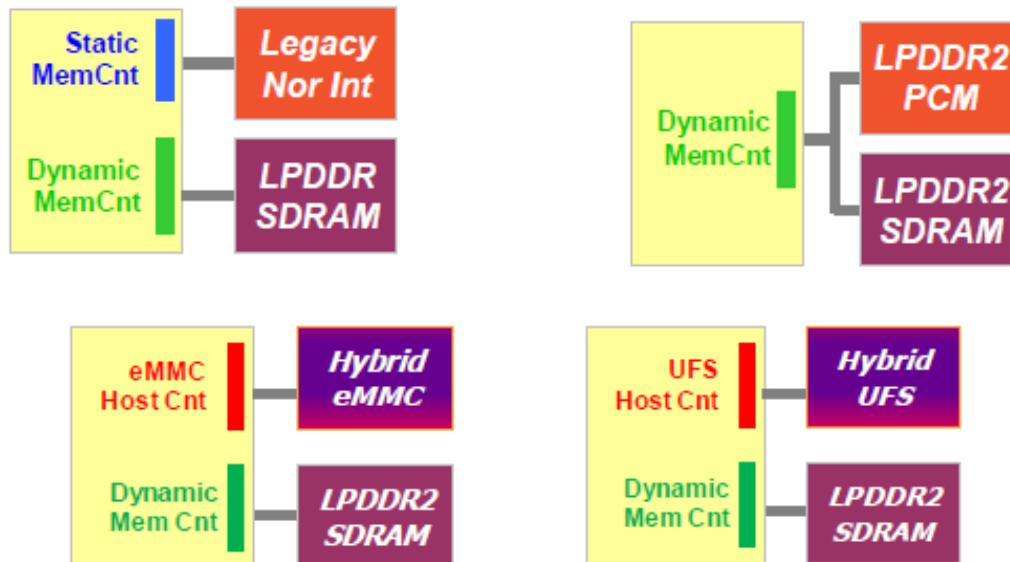 Static
MemCnt
Legacy
Nor Int
Dynamic
MemCnt
LPDDR
SDRAM
Dynamic
MemCnt
LPDDR2
PCM
LPDDR2
SDRAM
eMMC
Host Cnt
Hybrid
eMMC
Dynamic
Mem Cnt
LPDDR2
SDRAM
UFS
Host Cnt
Hybrid
UFS
Dynamic
Mem Cnt
LPDDR2
SDRAM